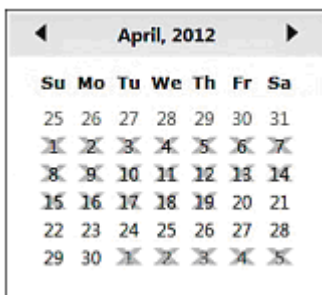 April, 2012
Su Mo Tu We Th Fr Sa
25 26 27 28 29 30 31
1 2 3 4 5 6 7
8 9 10 11 12 13 14
15 16 17 18 19 20 21
22 23 24 25 26 27 28
29 30 1 2 3 4 5